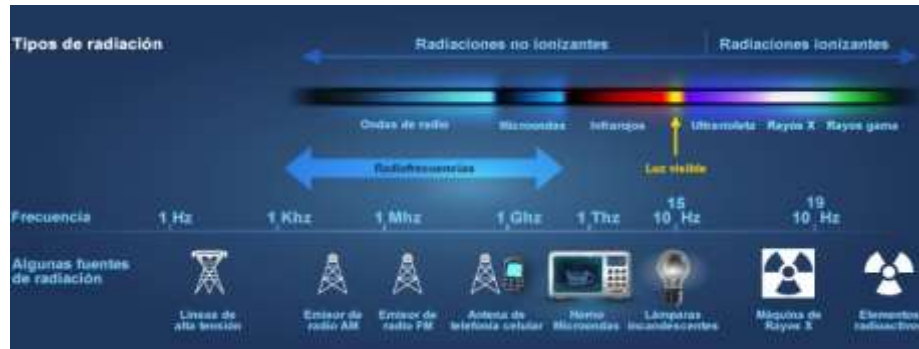 Tipos de radiación
Radiaciones no ionizantes
Radiaciones ionizantes
Ondas de radio
Microondas
Infrarojos
Ultravioleta
Rayos X
Rayos gama
Radiofrecuencias
Luz visible
Frecuencia
1 Hz
1 Khz
1 Mhz
1 Ghz
1 Thz
10 15 Hz
10 19 Hz
Algunas fuentes
de radiación
Líneas de
alta tensión
Emisor de
radio AM
Emisor de
radio FM
Antena de
telefonía celular
Horno
Microondas
Lámparas
incandescentes
Máquina de
Rayos X
Elementos
radioactivo